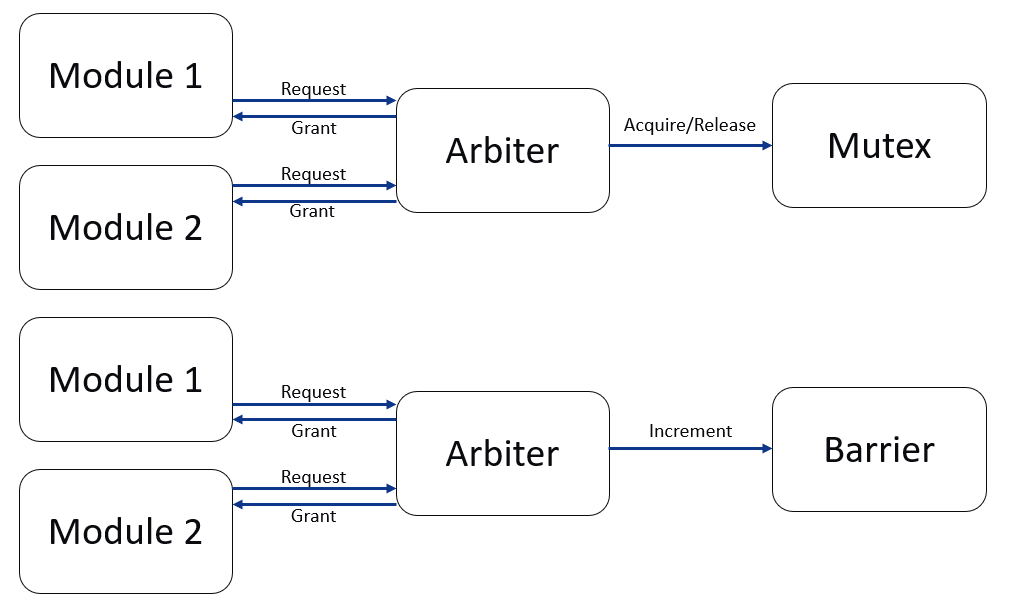 Module 1
Request
Grant
Arbiter
Acquire/Release
Mutex
Module 2
Request
Grant
Module 1
Request
Grant
Arbiter
Increment
Barrier
Module 2
Request
Grant